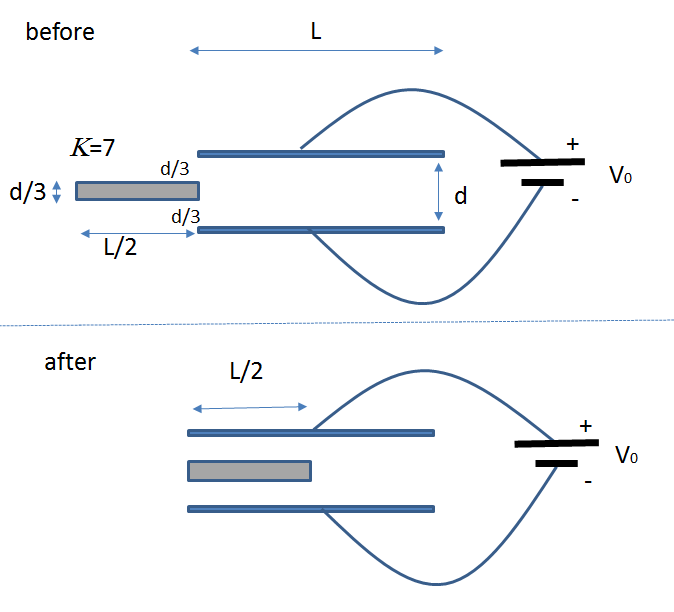 before
L
K=7
d/3
d/3
d/3
L/2
d
+
-
V₀
after
L/2
+
-
V₀